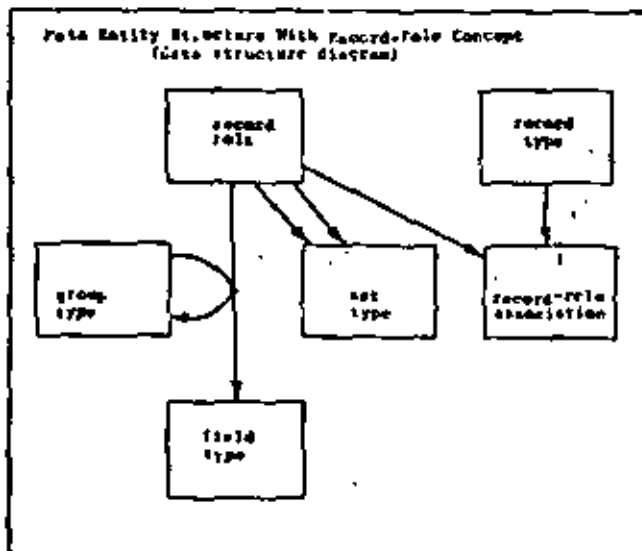 Meta Entity Structure With Record-role Concept
(data structure diagram)
record
role
record
type
group
type
set
type
record-role
association
field
type